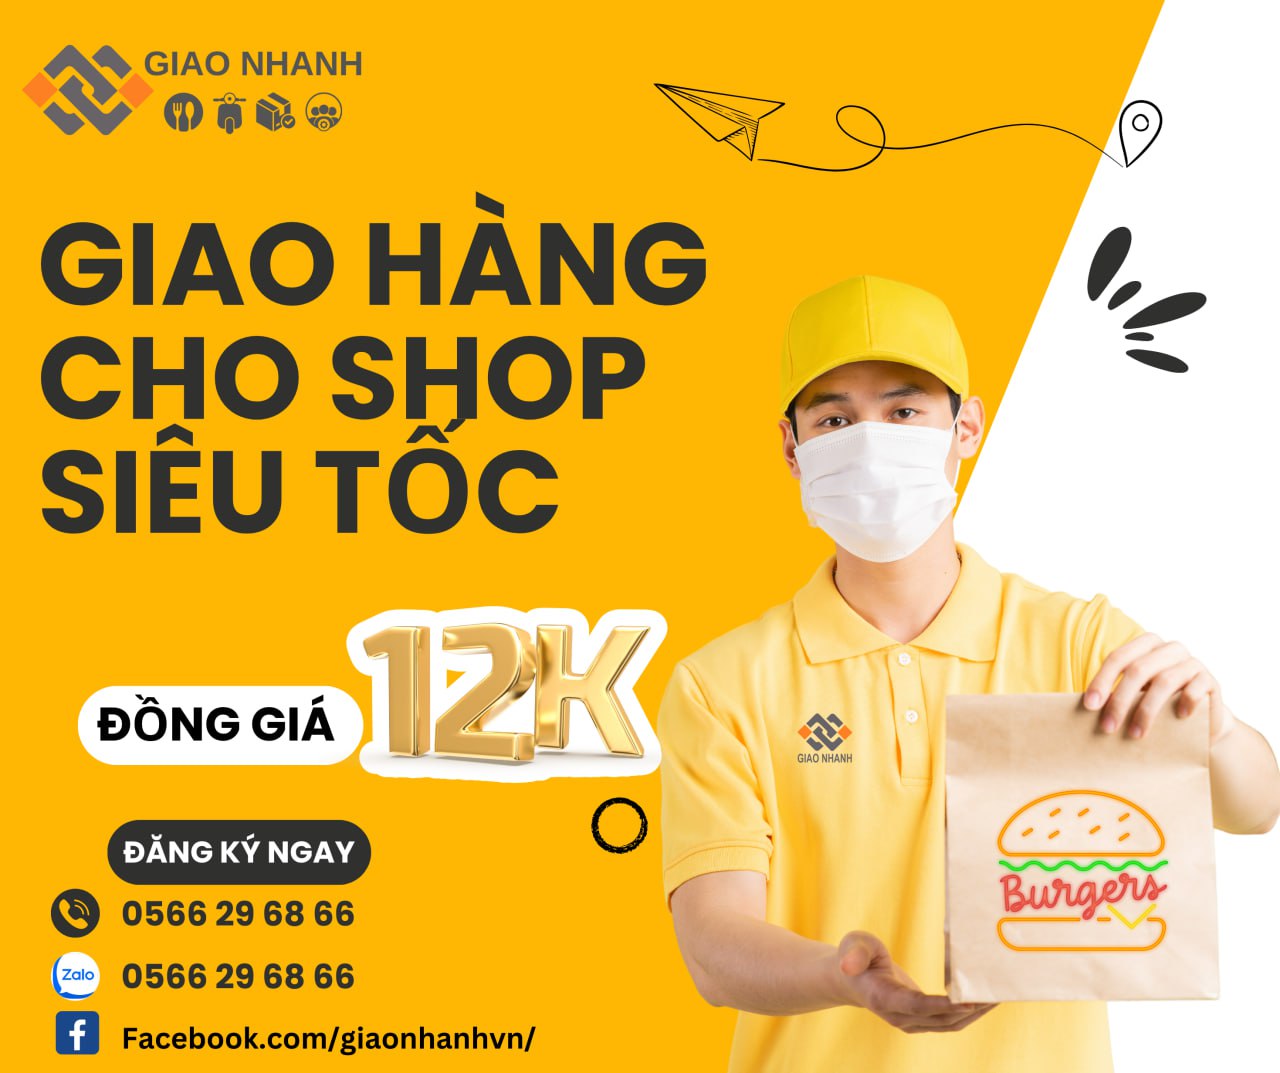 GIAO NHANH
GIAO HÀNG
CHO SHOP
SIÊU TỐC
ĐỒNG GIÁ
12K
ĐĂNG KÝ NGAY
0566 29 68 66
Zalo
0566 29 68 66
Facebook.com/giaonhanhvn/
GIAO NHANH
Burgers